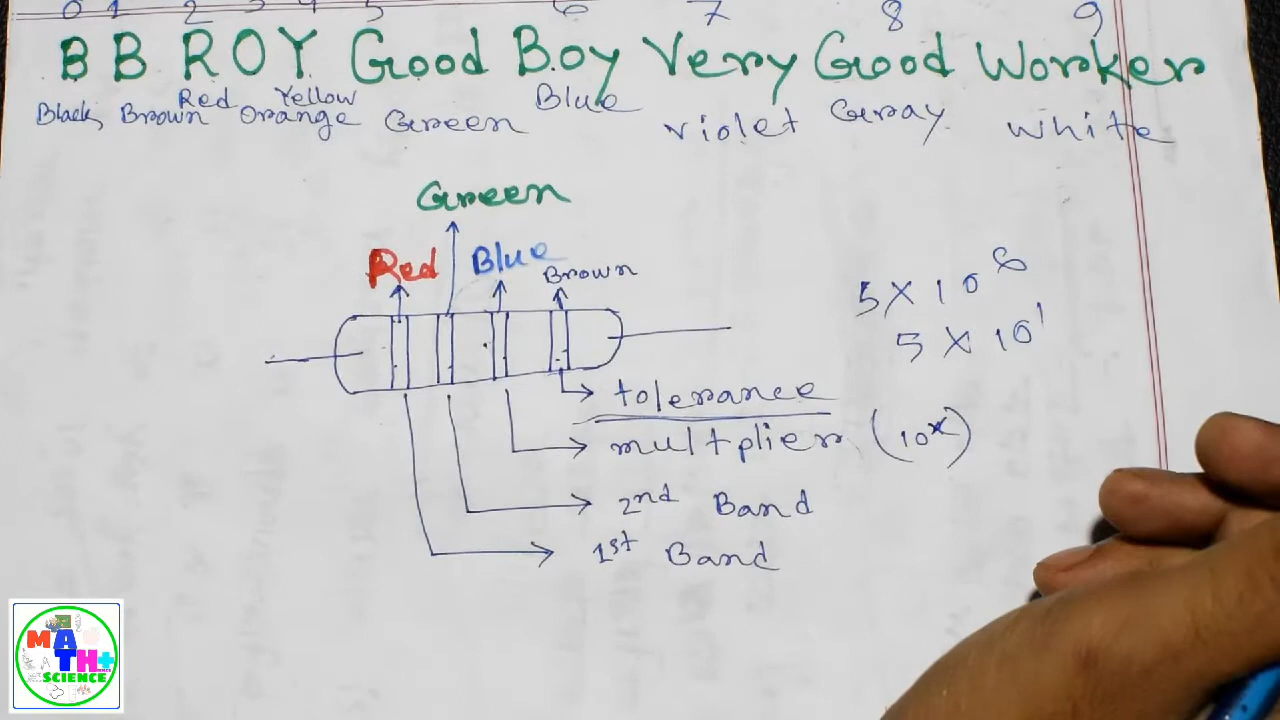 0 1 2 3 4 5 6 7 8 9
B B R O Y Good Boy Very Good Worker
Black, Brown Red Orange Yellow Green Blue violet Gray White
Green
Red Blue Brown
5 × 10
5 × 10¹
tolerance
multplier (10ˣ)
2nd Band
1st Band
MATH+
SCIENCE